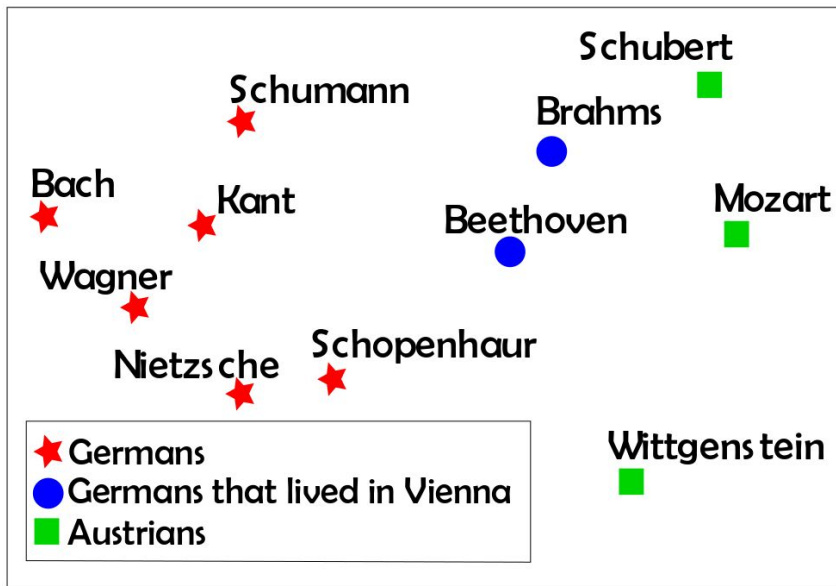 Schubert
Schumann
Brahms
Bach
Kant
Mozart
Beethoven
Wagner
Schopenhaur
Nietzsche
Wittgenstein
Germans
Germans that lived in Vienna
Austrians